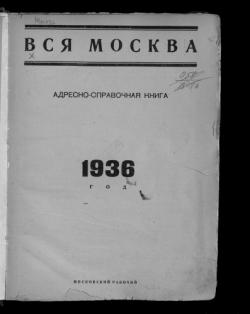 ВСЯ МОСКВА
АДРЕСНО-СПРАВОЧНАЯ КНИГА
1936
ГОД
МОСКОВСКИЙ РАБОЧИЙ